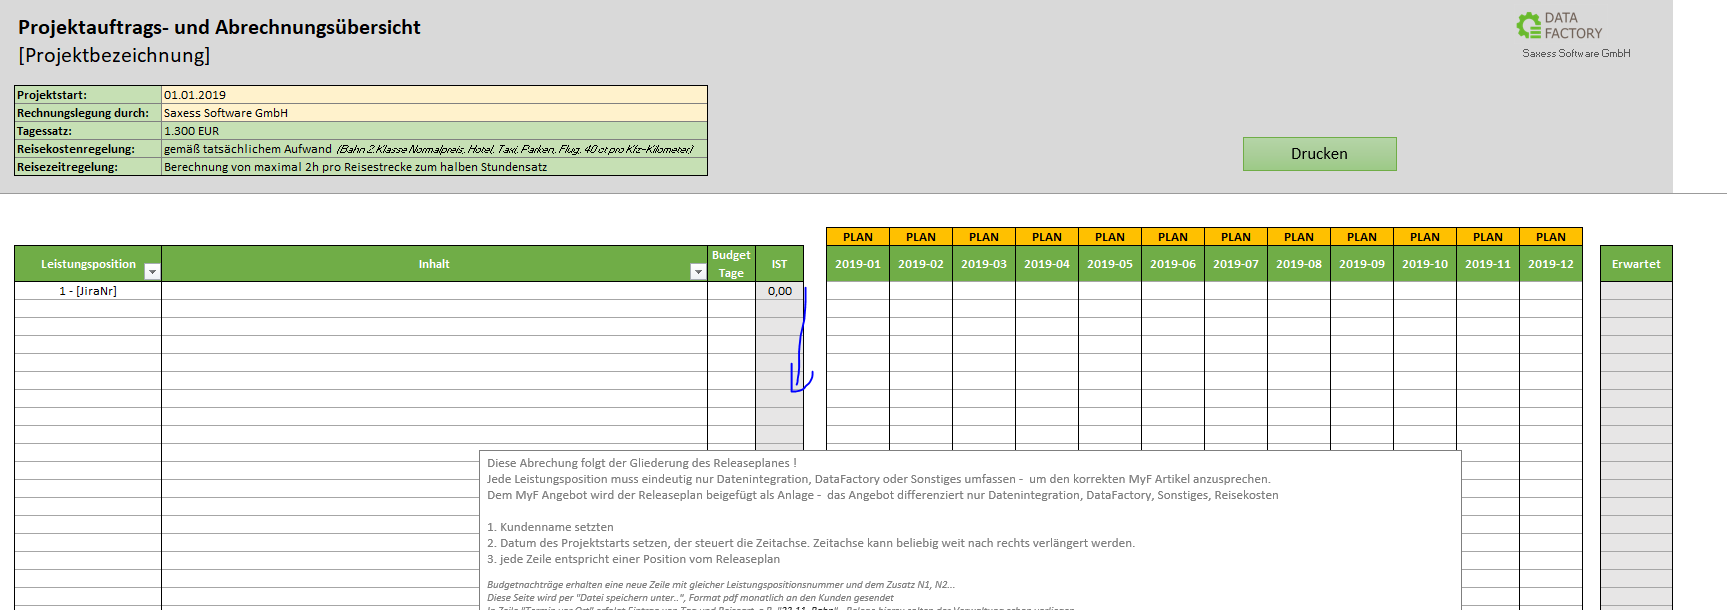 Projektauftrags- und Abrechnungsübersicht
[Projektbezeichnung]
DATA
FACTORY
Saxess Software GmbH
Projektstart: 01.01.2019
Rechnungslegung durch: Saxess Software GmbH
Tagessatz: 1.300 EUR
Reisekostenregelung: gemäß tatsächlichem Aufwand (Bahn 2.Klasse Normalpreis, Hotel, Taxi, Parken, Flug, 40 ct pro Kfz-Kilometer)
Reisezeitregelung: Berechnung von maximal 2h pro Reisestrecke zum halben Stundensatz
Drucken
PLAN PLAN PLAN PLAN PLAN PLAN PLAN PLAN PLAN PLAN PLAN PLAN
Leistungsposition Inhalt Budget Tage IST 2019-01 2019-02 2019-03 2019-04 2019-05 2019-06 2019-07 2019-08 2019-09 2019-10 2019-11 2019-12 Erwartet
1 - [JiraNr] 0,00
Diese Abrechung folgt der Gliederung des Releaseplanes !
Jede Leistungsposition muss eindeutig nur Datenintegration, DataFactory oder Sonstiges umfassen - um den korrekten MyF Artikel anzusprechen.
Dem MyF Angebot wird der Releaseplan beigefügt als Anlage - das Angebot differenziert nur Datenintegration, DataFactory, Sonstiges, Reisekosten
1. Kundenname setzten
2. Datum des Projektstarts setzen, der steuert die Zeitachse. Zeitachse kann beliebig weit nach rechts verlängert werden.
3. jede Zeile entspricht einer Position vom Releaseplan
Budgetnachträge erhalten eine neue Zeile mit gleicher Leistungspositionsnummer und dem Zusatz N1, N2...
Diese Seite wird per "Datei speichern unter..", Format pdf monatlich an den Kunden gesendet